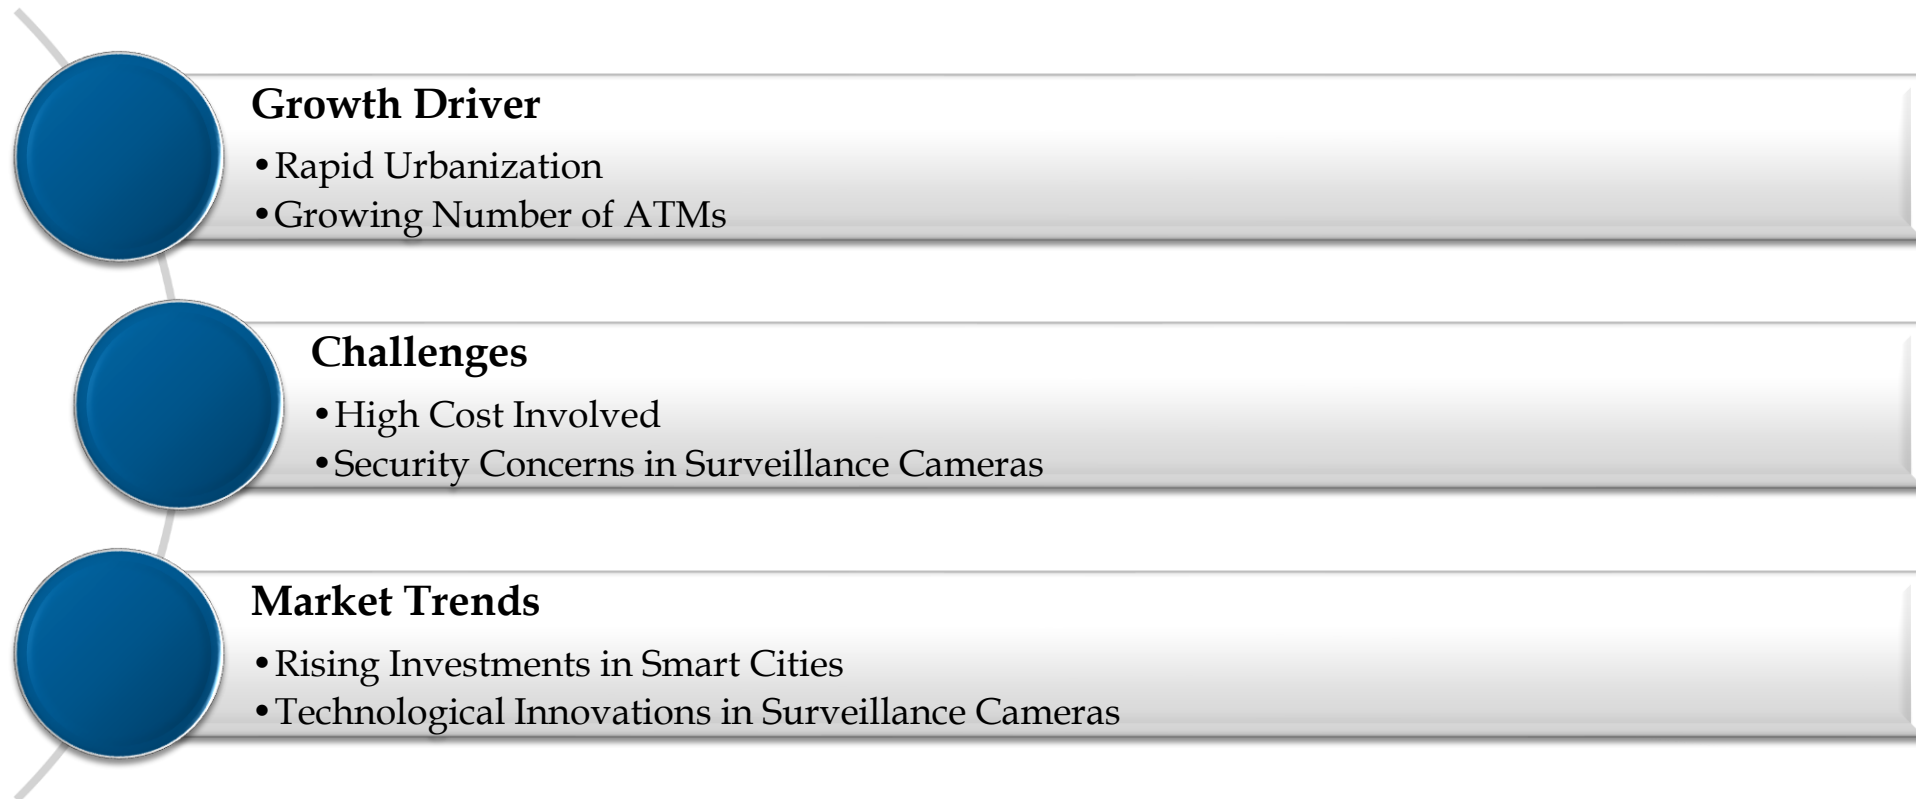 Growth Driver
•Rapid Urbanization
•Growing Number of ATMs
Challenges
•High Cost Involved
•Security Concerns in Surveillance Cameras
Market Trends
•Rising Investments in Smart Cities
•Technological Innovations in Surveillance Cameras